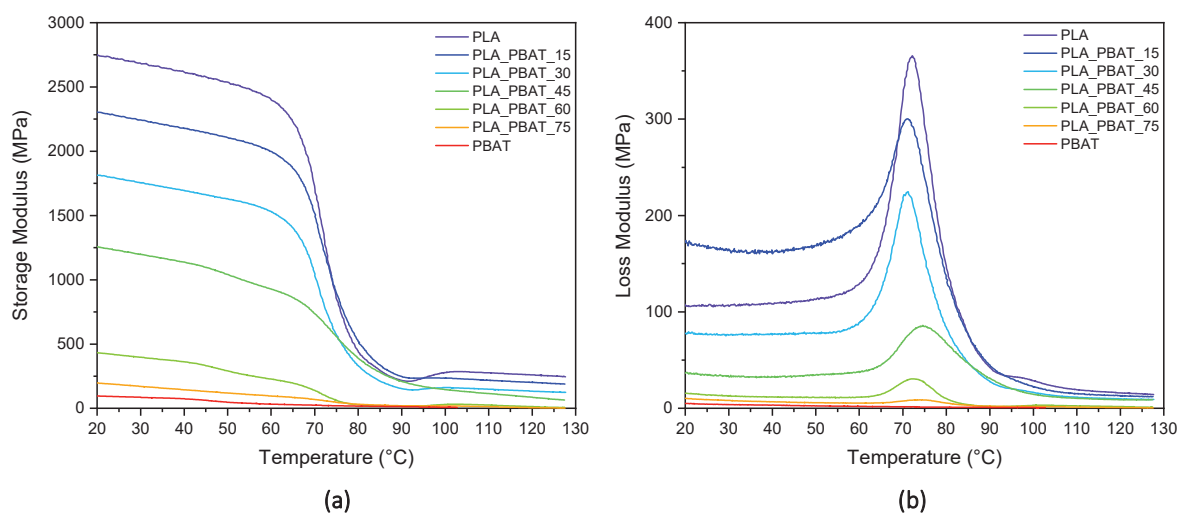 3000
2500
2000
1500
1000
500
0
Storage Modulus (MPa)
PLA
PLA_PBAT_15
PLA_PBAT_30
PLA_PBAT_45
PLA_PBAT_60
PLA_PBAT_75
PBAT
20 30 40 50 60 70 80 90 100 110 120 130
Temperature (°C)
(a)
400
300
200
100
0
Loss Modulus (MPa)
PLA
PLA_PBAT_15
PLA_PBAT_30
PLA_PBAT_45
PLA_PBAT_60
PLA_PBAT_75
PBAT
20 30 40 50 60 70 80 90 100 110 120 130
Temperature (°C)
(b)